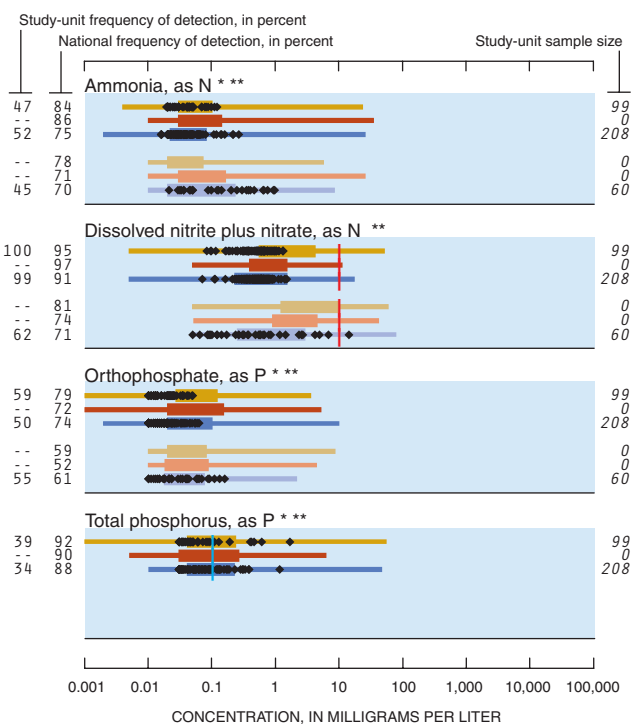 Study-unit frequency of detection, in percent
National frequency of detection, in percent
Study-unit sample size
Ammonia, as N * **
47 84 99
-- 86 0
52 75 208
-- 78 0
-- 71 0
45 70 60
Dissolved nitrite plus nitrate, as N **
100 95 99
-- 97 0
99 91 208
-- 81 0
-- 74 0
62 71 60
Orthophosphate, as P * **
59 79 99
-- 72 0
50 74 208
-- 59 0
-- 52 0
55 61 60
Total phosphorus, as P * **
39 92 99
-- 90 0
34 88 208
0.001 0.01 0.1 1 10 100 1,000 10,000 100,000
CONCENTRATION, IN MILLIGRAMS PER LITER